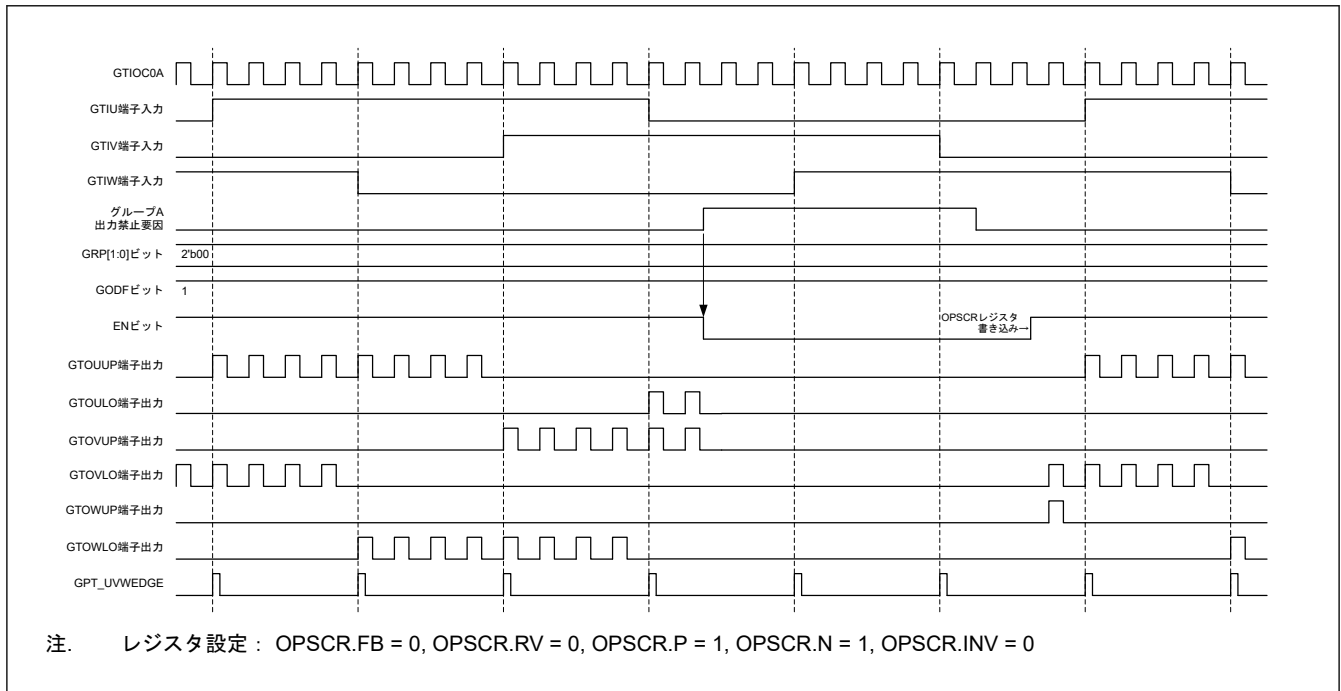 GTIOC0A
GTIU端子入力
GTIV端子入力
GTIW端子入力
グループA
出力禁止要因
GRP[1:0]ビット 2'b00
GODFビット 1
ENビット
OPSCRレジスタ
書き込み→
GTOUUP端子出力
GTOULO端子出力
GTOVUP端子出力
GTOVLO端子出力
GTOWUP端子出力
GTOWLO端子出力
GPT_UVWEDGE
注. レジスタ設定 : OPSCR.FB = 0, OPSCR.RV = 0, OPSCR.P = 1, OPSCR.N = 1, OPSCR.INV = 0